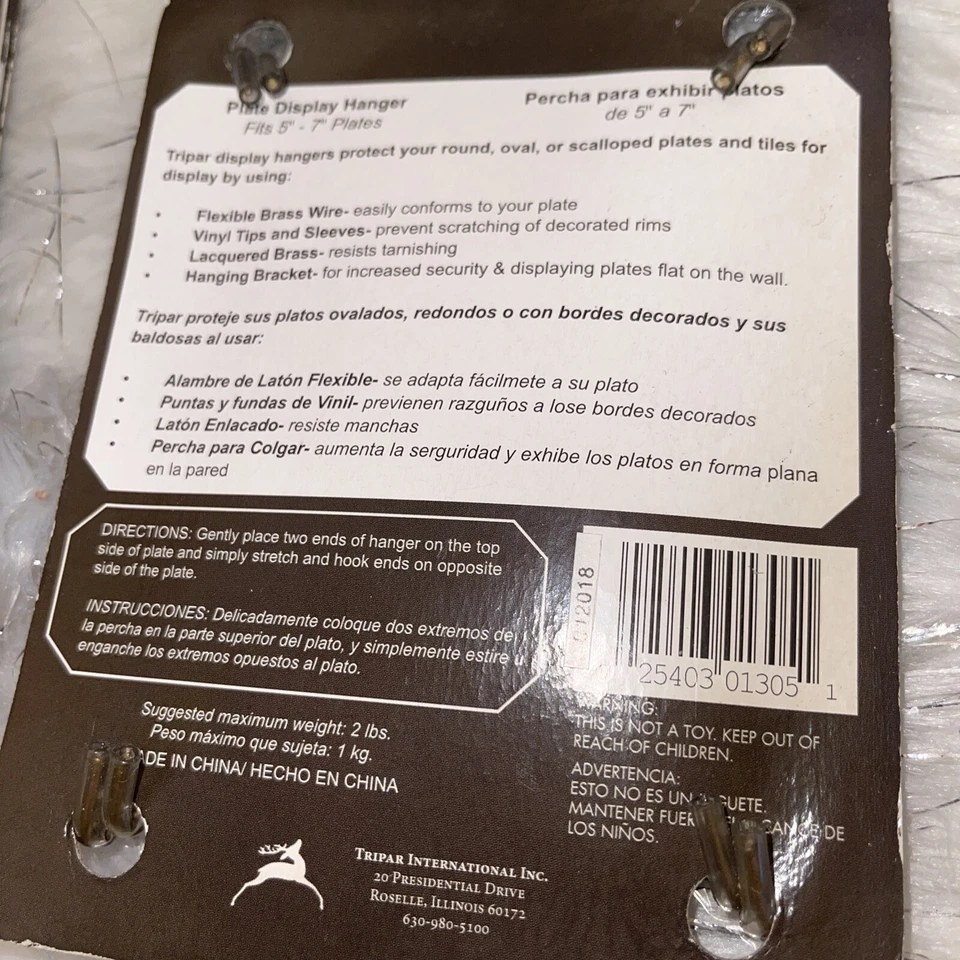 Plate Display Hanger
Fits 5" - 7" Plates
Percha para exhibir platos
de 5" a 7"
Tripar display hangers protect your round, oval, or scalloped plates and tiles for
display by using:
• Flexible Brass Wire- easily conforms to your plate
• Vinyl Tips and Sleeves- prevent scratching of decorated rims
• Lacquered Brass- resists tarnishing
• Hanging Bracket- for increased security & displaying plates flat on the wall.
Tripar proteje sus platos ovalados, redondos o con bordes decorados y sus
baldosas al usar:
• Alambre de Latón Flexible- se adapta fácilmete a su plato
• Puntas y fundas de Vinil- previenen razguños a lose bordes decorados
• Latón Enlacado- resiste manchas
• Percha para Colgar- aumenta la serguridad y exhibe los platos en forma plana
en la pared
DIRECTIONS: Gently place two ends of hanger on the top
side of plate and simply stretch and hook ends on opposite
side of the plate.
INSTRUCCIONES: Delicadamente coloque dos extremos de
la percha en la parte superior del plato, y simplemente estire
enganche los extremos opuestos al plato.
Suggested maximum weight: 2 lbs.
Peso máximo que sujeta: 1 kg.
MADE IN CHINA/ HECHO EN CHINA
012018
25403 01305 1
WARNING:
THIS IS NOT A TOY. KEEP OUT OF
REACH OF CHILDREN.
ADVERTENCIA:
ESTO NO ES UN JUGUETE.
MANTENER FUERA DEL ALCANCE DE
LOS NIÑOS.
TRIPAR INTERNATIONAL INC.
20 PRESIDENTIAL DRIVE
ROSELLE, ILLINOIS 60172
630-980-5100